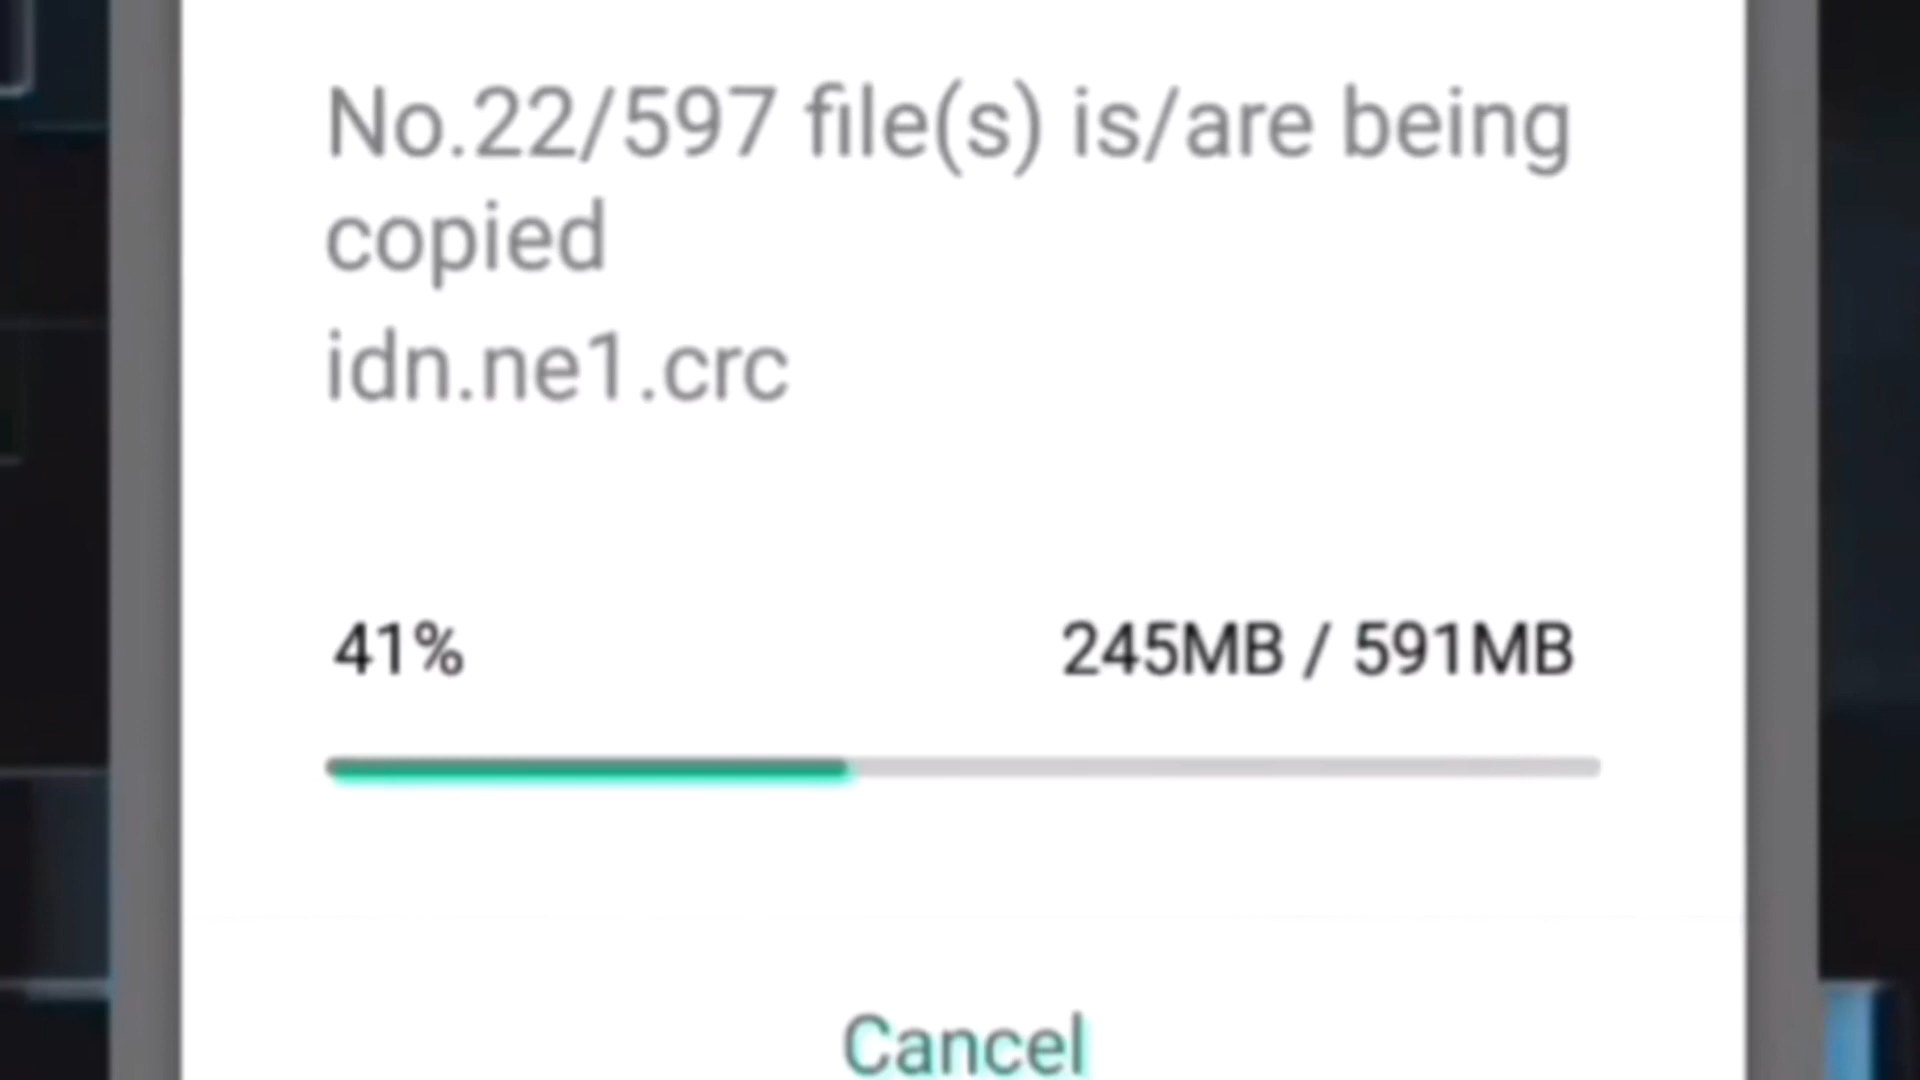 No.22/597 file(s) is/are being
copied
idn.ne1.crc
41%
245MB / 591MB
Cancel